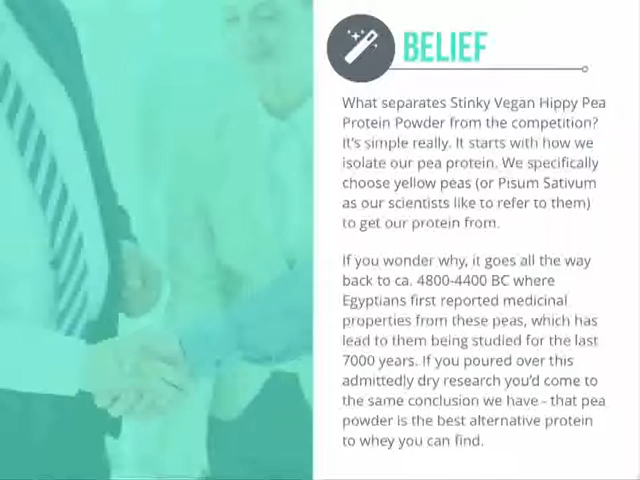 BELIEF
What separates Stinky Vegan Hippy Pea
Protein Powder from the competition?
It's simple really. It starts with how we
isolate our pea protein. We specifically
choose yellow peas (or Pisum Sativum
as our scientists like to refer to them)
to get our protein from.
If you wonder why, it goes all the way
back to ca. 4800-4400 BC where
Egyptians first reported medicinal
properties from these peas, which has
lead to them being studied for the last
7000 years. If you poured over this
admittedly dry research you'd come to
the same conclusion we have - that pea
powder is the best alternative protein
to whey you can find.